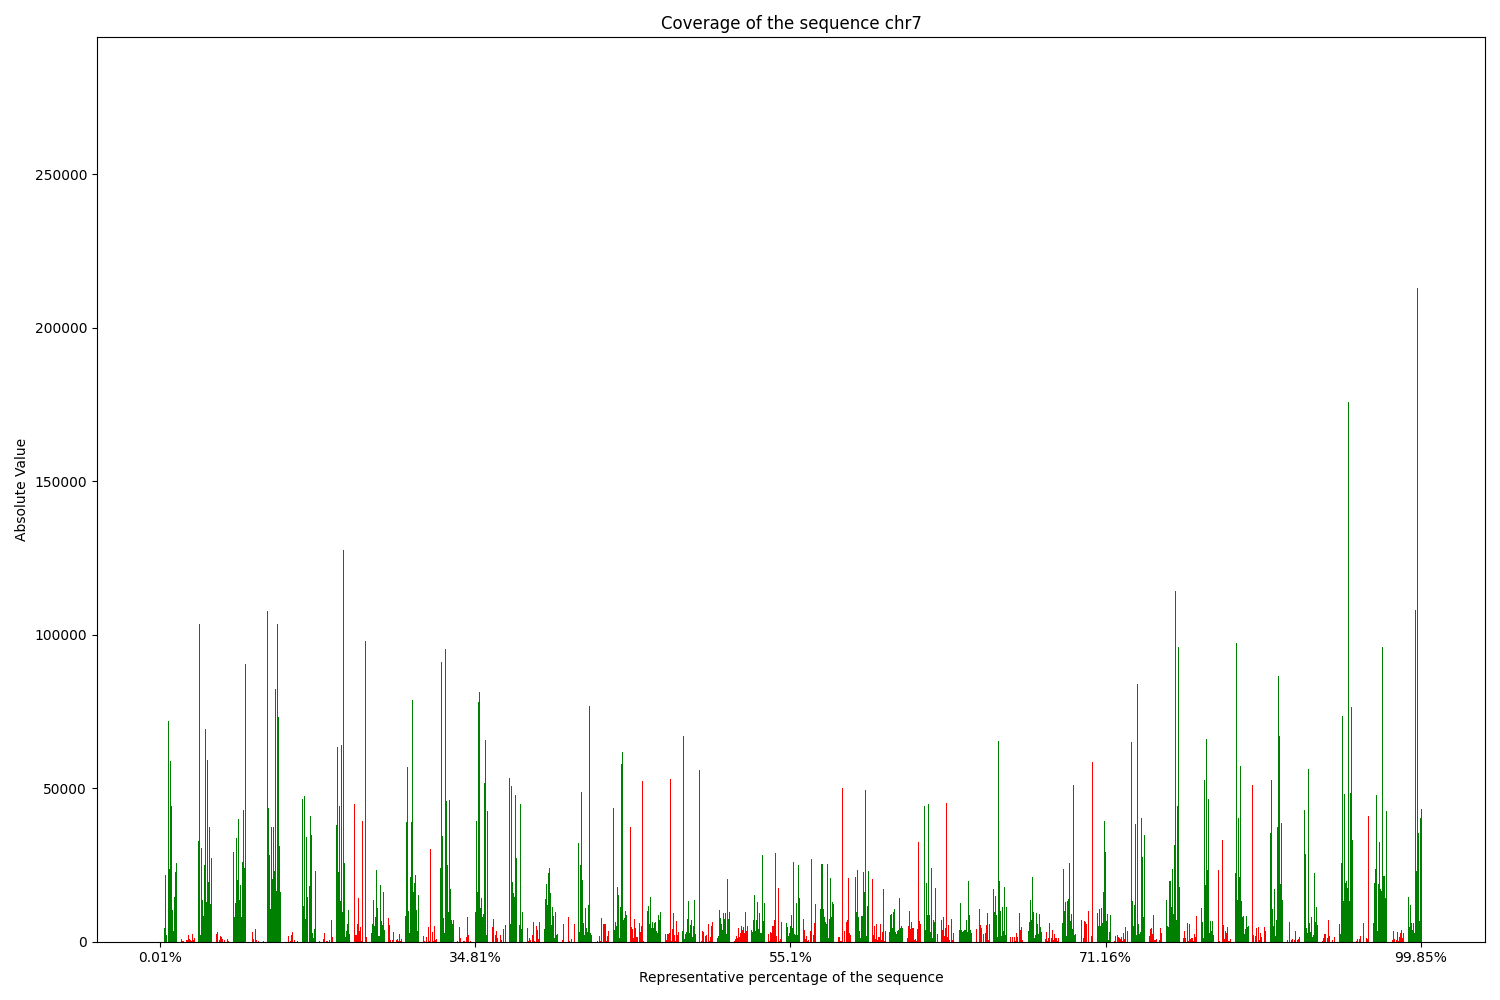 Coverage of the sequence chr7
250000
200000
150000
100000
50000
0
Absolute Value
0.01% 34.81% 55.1% 71.16% 99.85%
Representative percentage of the sequence